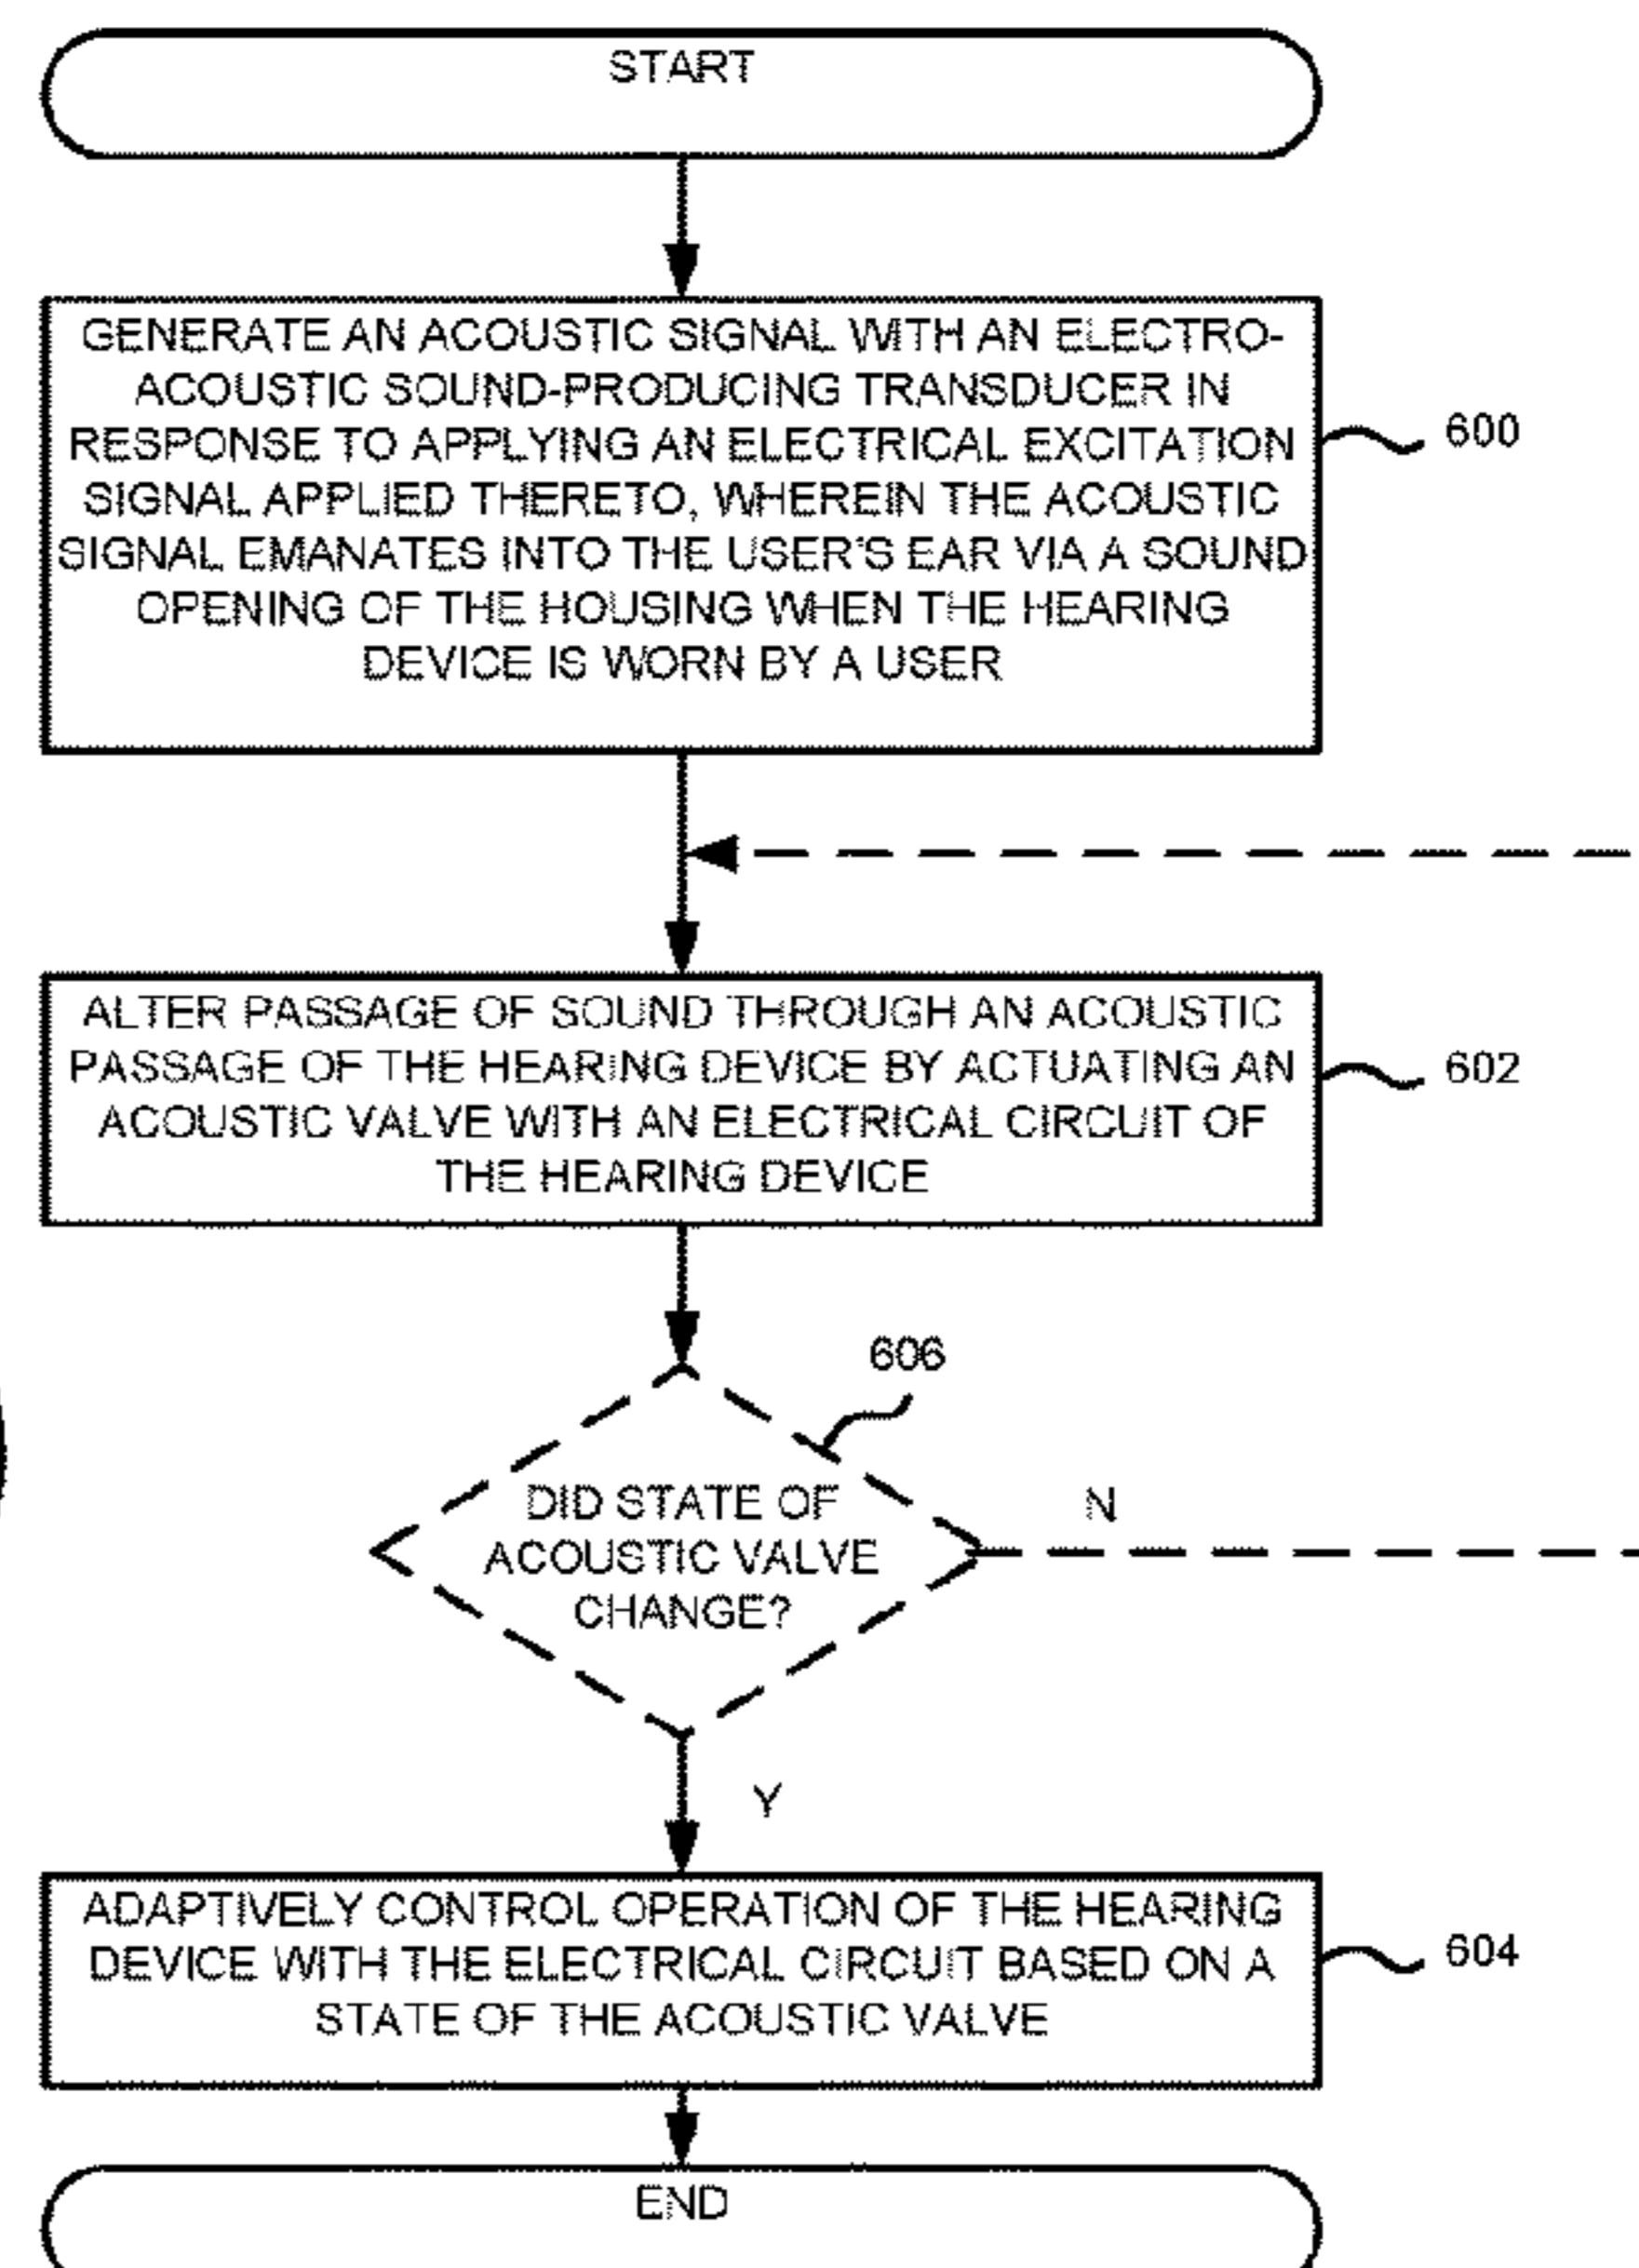 START
GENERATE AN ACOUSTIC SIGNAL WITH AN ELECTRO-
ACOUSTIC SOUND-PRODUCING TRANSDUCER IN
RESPONSE TO APPLYING AN ELECTRICAL EXCITATION
SIGNAL APPLIED THERETO, WHEREIN THE ACOUSTIC
SIGNAL EMANATES INTO THE USER'S EAR VIA A SOUND
OPENING OF THE HOUSING WHEN THE HEARING
DEVICE IS WORN BY A USER
600
ALTER PASSAGE OF SOUND THROUGH AN ACOUSTIC
PASSAGE OF THE HEARING DEVICE BY ACTUATING AN
ACOUSTIC VALVE WITH AN ELECTRICAL CIRCUIT OF
THE HEARING DEVICE
602
606
DID STATE OF
ACOUSTIC VALVE
CHANGE?
N
Y
ADAPTIVELY CONTROL OPERATION OF THE HEARING
DEVICE WITH THE ELECTRICAL CIRCUIT BASED ON A
STATE OF THE ACOUSTIC VALVE
604
END